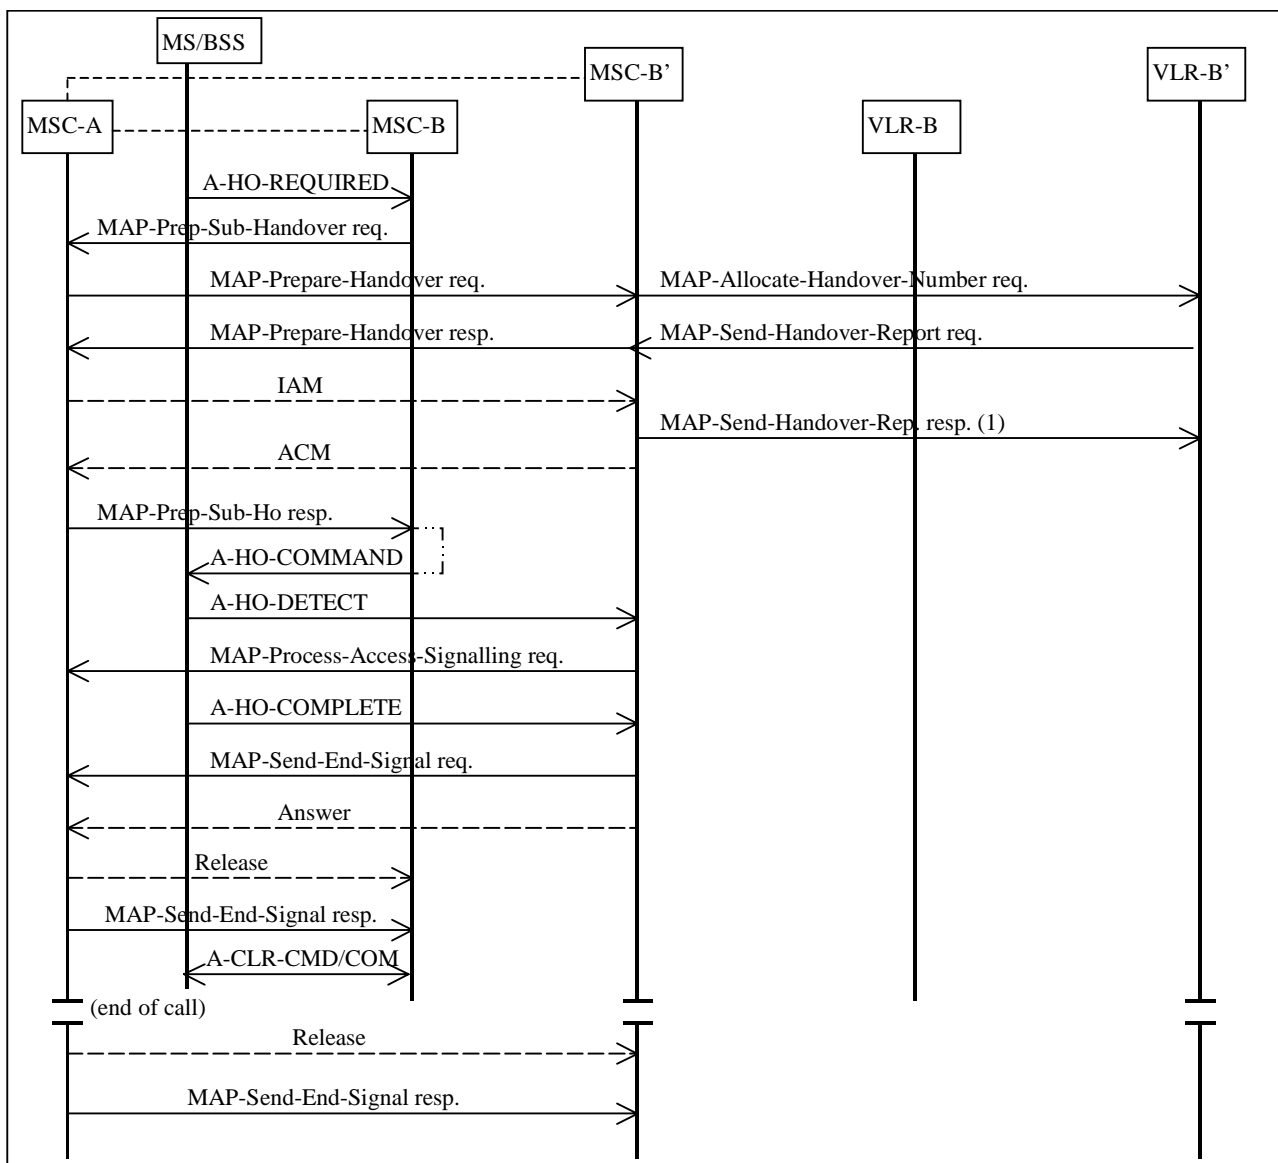 MS/BSS
MSC-B’
VLR-B’
MSC-A
MSC-B
VLR-B
A-HO-REQUIRED
MAP-Prep-Sub-Handover req.
MAP-Prepare-Handover req.
MAP-Allocate-Handover-Number req.
MAP-Prepare-Handover resp.
MAP-Send-Handover-Report req.
IAM
MAP-Send-Handover-Rep. resp. (1)
ACM
MAP-Prep-Sub-Ho resp.
A-HO-COMMAND
A-HO-DETECT
MAP-Process-Access-Signalling req.
A-HO-COMPLETE
MAP-Send-End-Signal req.
Answer
Release
MAP-Send-End-Signal resp.
A-CLR-CMD/COM
(end of call)
Release
MAP-Send-End-Signal resp.